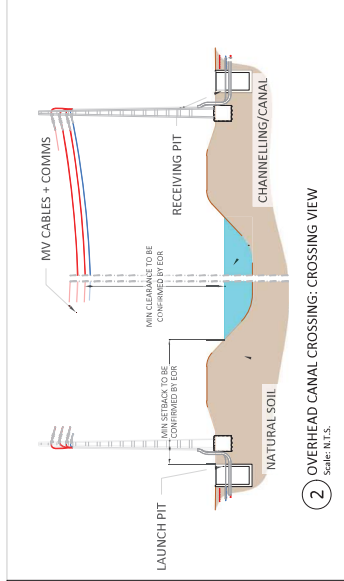 MV CABLES + COMMS
MIN CLEARANCE TO BE
CONFIRMED BY EOR
RECEIVING PIT
CHANNELLING/CANAL
MIN SETBACK TO BE
CONFIRMED BY EOR
LAUNCH PIT
NATURAL SOIL
2
OVERHEAD CANAL CROSSING: CROSSING VIEW
Scale: N.T.S.